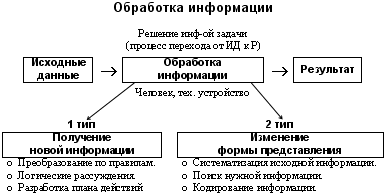 Обработка информации
Решение инф-ой задачи
(процесс перехода от ИД к Р)
Исходные
данные
Обработка
информации
Результат
Человек, тех. устройство
1 тип
2 тип
Получение
новой информации
Изменение
формы представления
o Преобразование по правилам.
o Логические рассуждения.
o Разработка плана действий
o Систематизация исходной информации.
o Поиск нужной информации.
o Кодирование информации.